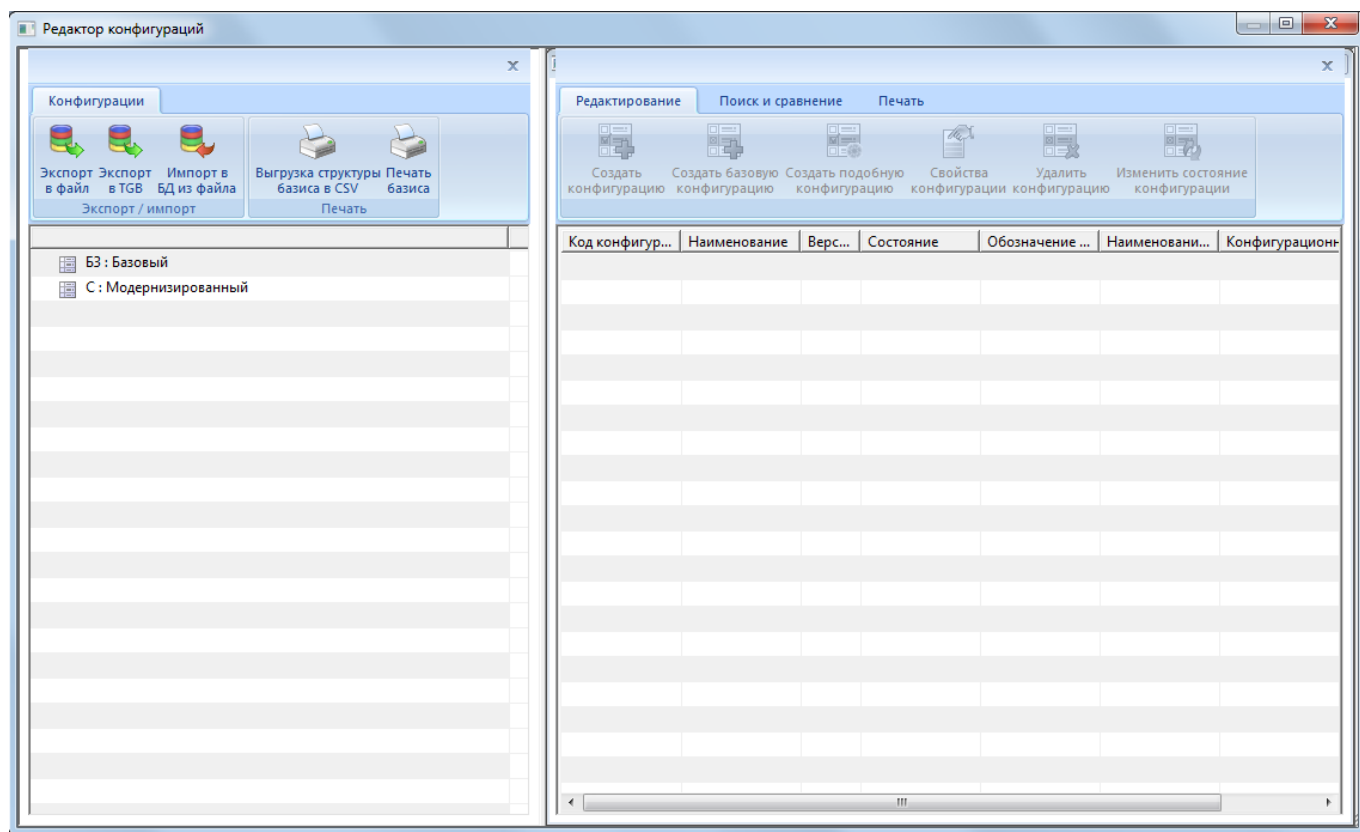 Редактор конфигураций
Конфигурации
Экспорт в файл
Экспорт в TGB
Импорт в БД из файла
Выгрузка структуры базиса в CSV
Печать базиса
Экспорт / импорт
Печать
БЗ : Базовый
С : Модернизированный
Редактирование
Поиск и сравнение
Печать
Создать конфигурацию
Создать базовую конфигурацию
Создать подобную конфигурацию
Свойства конфигурации
Удалить конфигурацию
Изменить состояние конфигурации
Код конфигур...
Наименование
Верс...
Состояние
Обозначение ...
Наименовани...
Конфигурационн